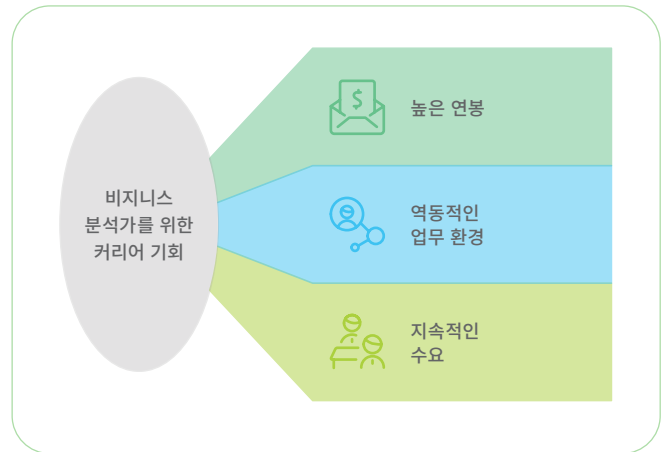 비지니스
분석가를 위한
커리어 기회
높은 연봉
역동적인
업무 환경
지속적인
수요